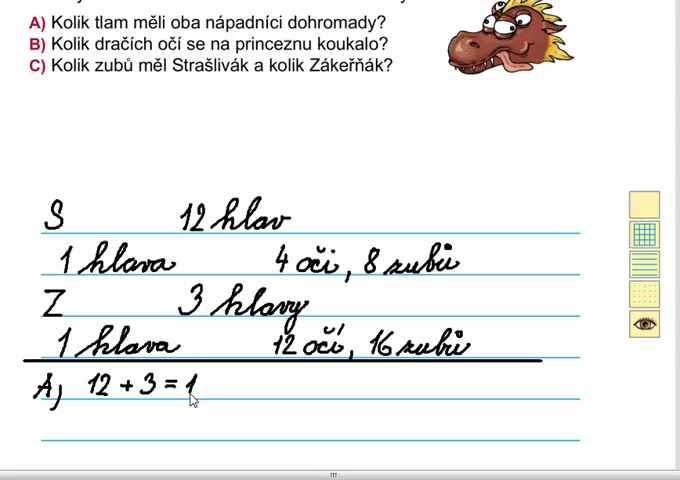 A) Kolik tlam měli oba nápadníci dohromady?
B) Kolik dračích očí se na princeznu koukalo?
C) Kolik zubů měl Strašlivák a kolik Zákeřňák?
S 12 hlav
1 hlava 4 oči, 8 zubů
Z 3 hlavy
1 hlava 12 očí, 16 zubů
A) 12 + 3 = 1